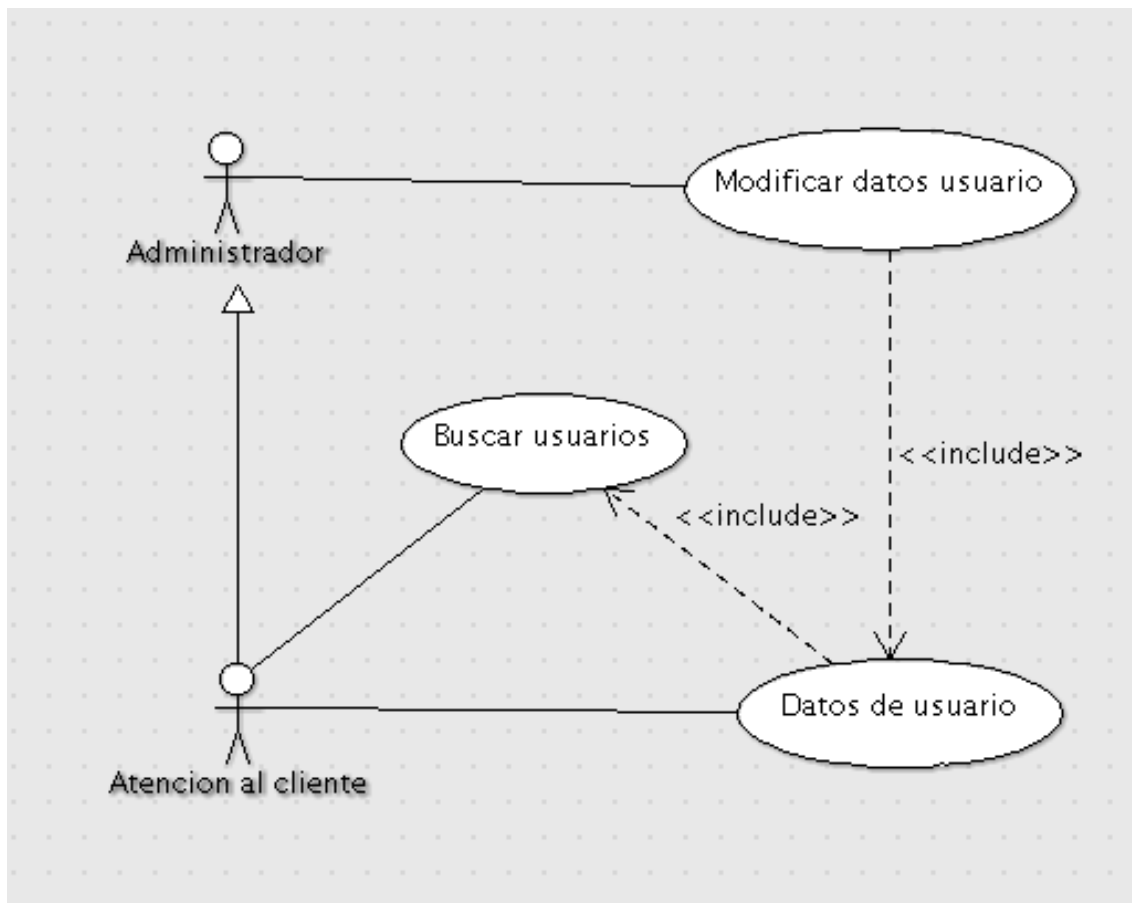 Modificar datos usuario
Administrador
Buscar usuarios
<<include>>
<<include>>
Datos de usuario
Atencion al cliente